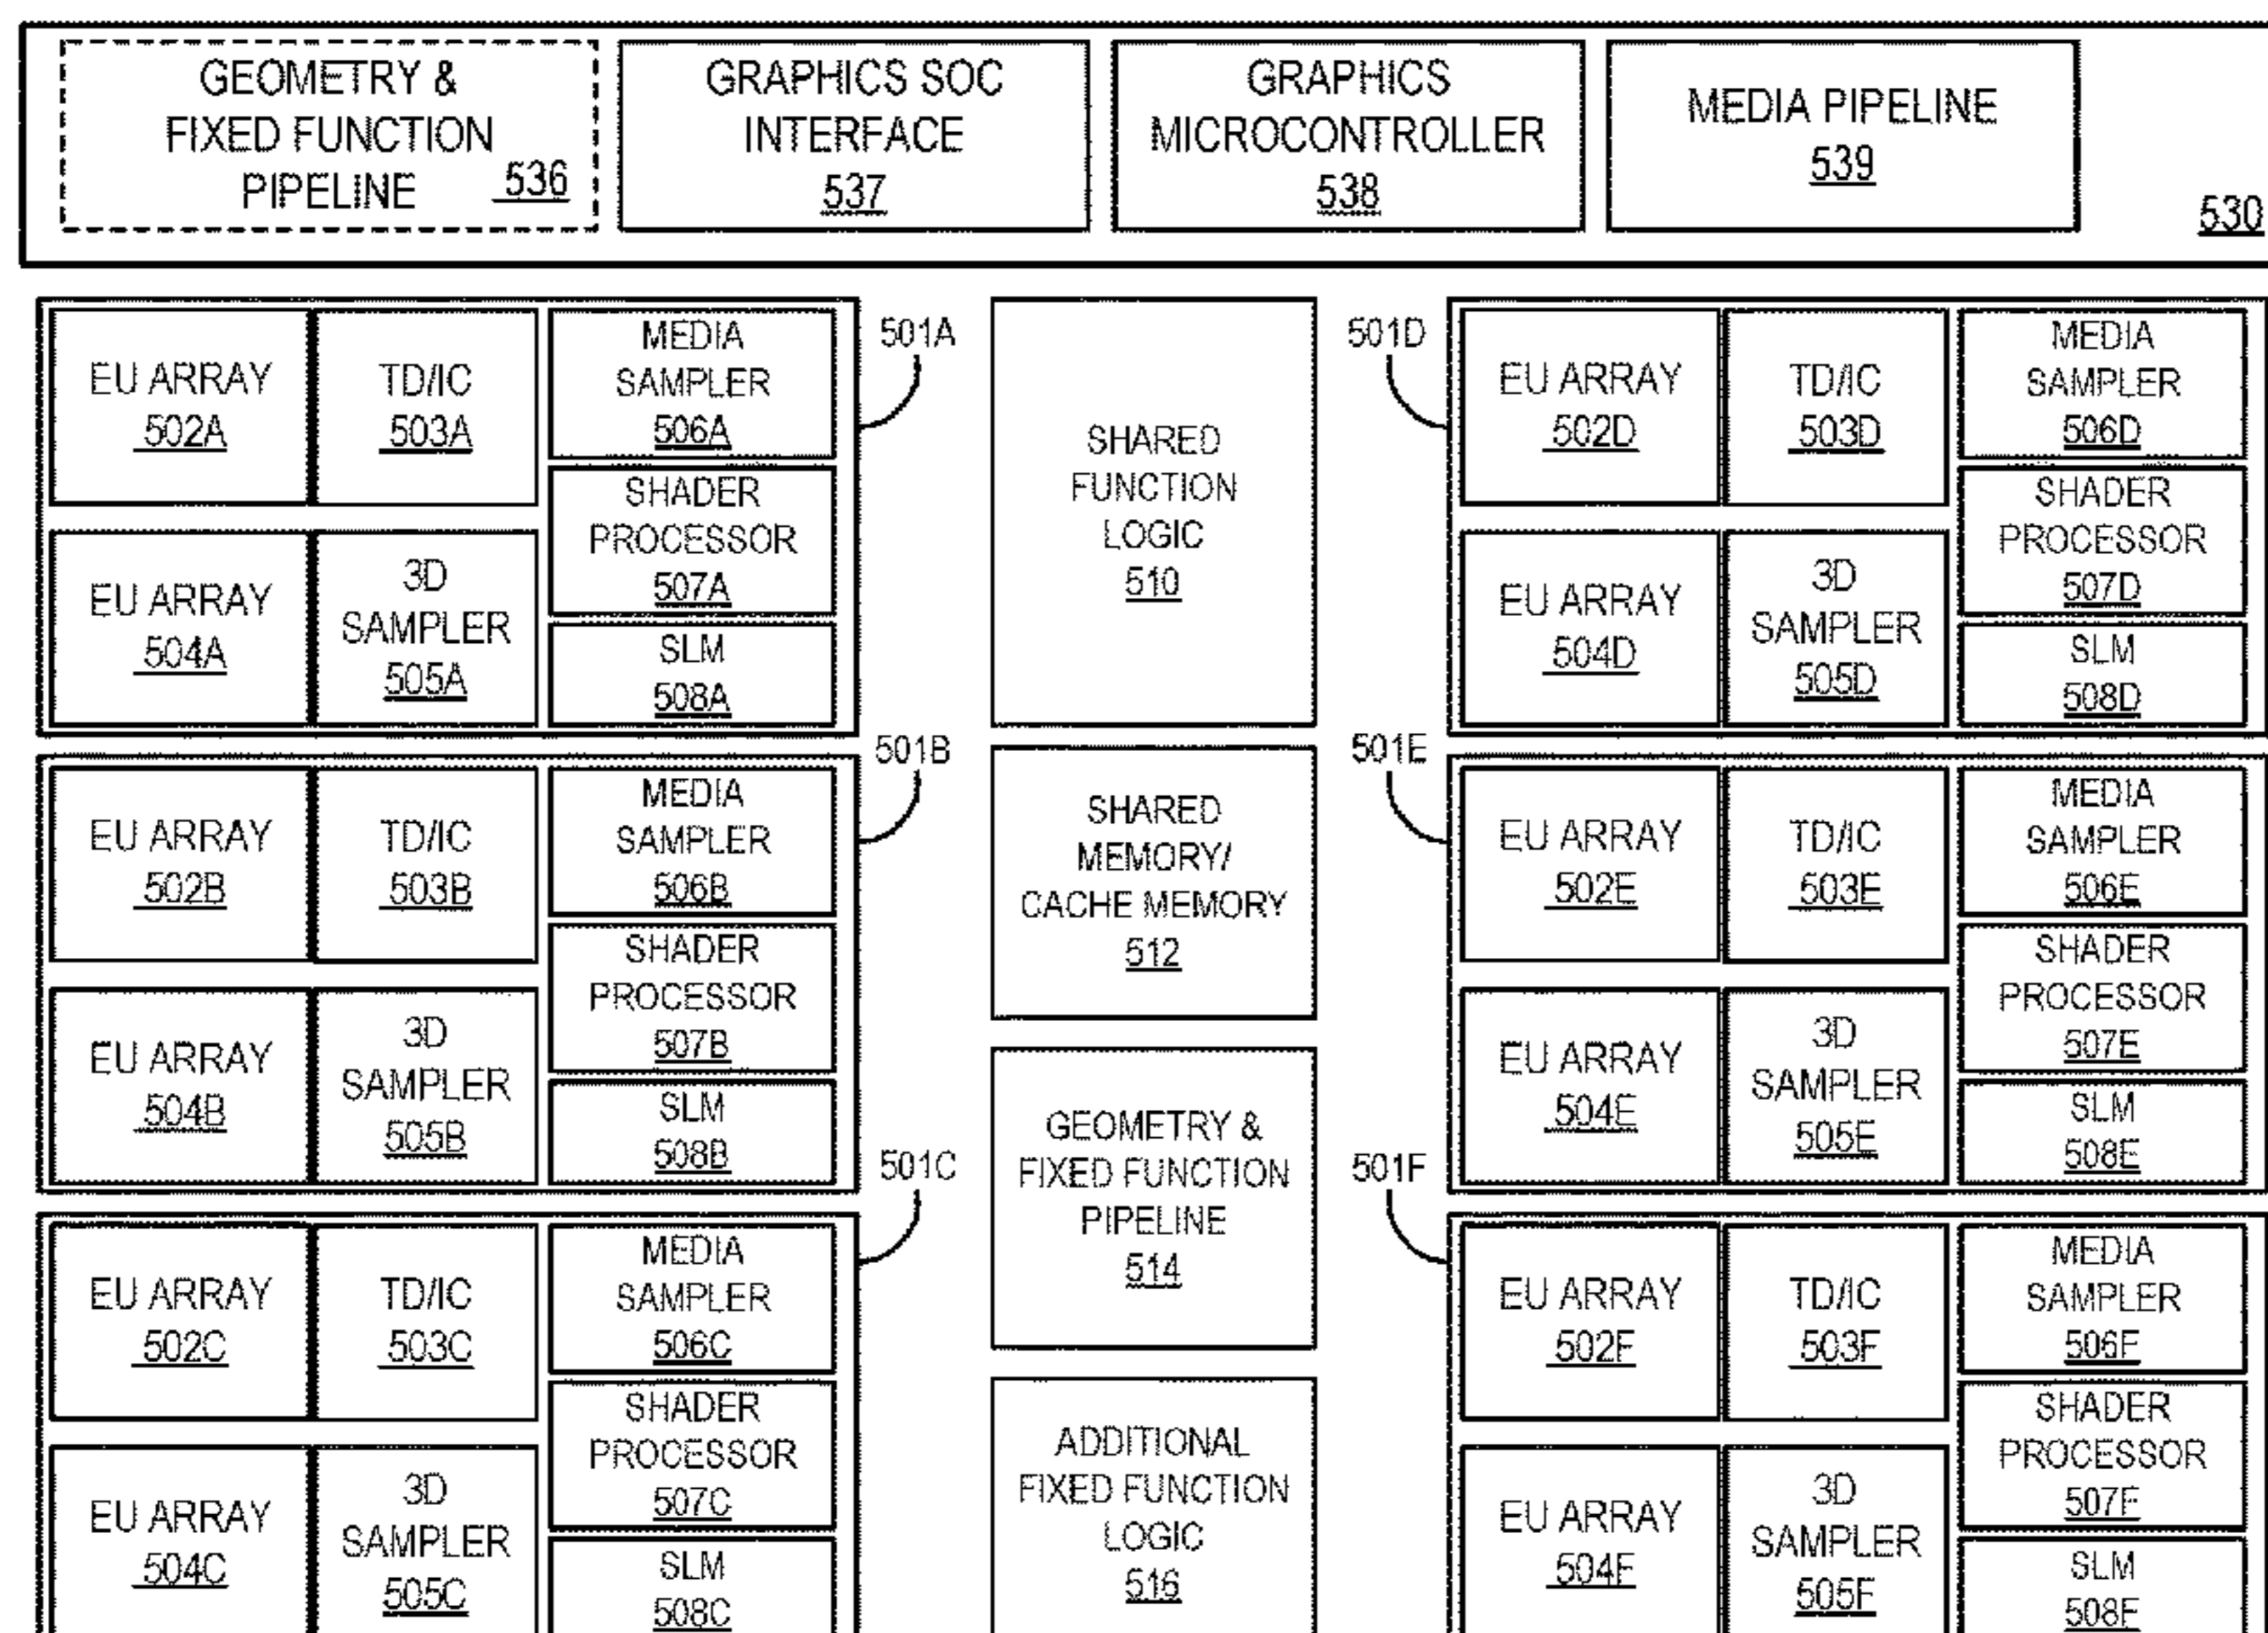 GEOMETRY &
FIXED FUNCTION
PIPELINE 536
GRAPHICS SOC
INTERFACE
537
GRAPHICS
MICROCONTROLLER
538
MEDIA PIPELINE
539
530
EU ARRAY
502A
TD/IC
503A
MEDIA
SAMPLER
506A
SHADER
PROCESSOR
507A
EU ARRAY
504A
3D
SAMPLER
505A
SLM
508A
501A
EU ARRAY
502B
TD/IC
503B
MEDIA
SAMPLER
506B
SHADER
PROCESSOR
507B
EU ARRAY
504B
3D
SAMPLER
505B
SLM
508B
501B
EU ARRAY
502C
TD/IC
503C
MEDIA
SAMPLER
506C
SHADER
PROCESSOR
507C
EU ARRAY
504C
3D
SAMPLER
505C
SLM
508C
501C
SHARED
FUNCTION
LOGIC
510
SHARED
MEMORY/
CACHE MEMORY
512
GEOMETRY &
FIXED FUNCTION
PIPELINE
514
ADDITIONAL
FIXED FUNCTION
LOGIC
516
501D
EU ARRAY
502D
TD/IC
503D
MEDIA
SAMPLER
506D
SHADER
PROCESSOR
507D
EU ARRAY
504D
3D
SAMPLER
505D
SLM
508D
501E
EU ARRAY
502E
TD/IC
503E
MEDIA
SAMPLER
506E
SHADER
PROCESSOR
507E
EU ARRAY
504E
3D
SAMPLER
505E
SLM
508E
501F
EU ARRAY
502F
TD/IC
503F
MEDIA
SAMPLER
506F
SHADER
PROCESSOR
507F
EU ARRAY
504F
3D
SAMPLER
505F
SLM
508F